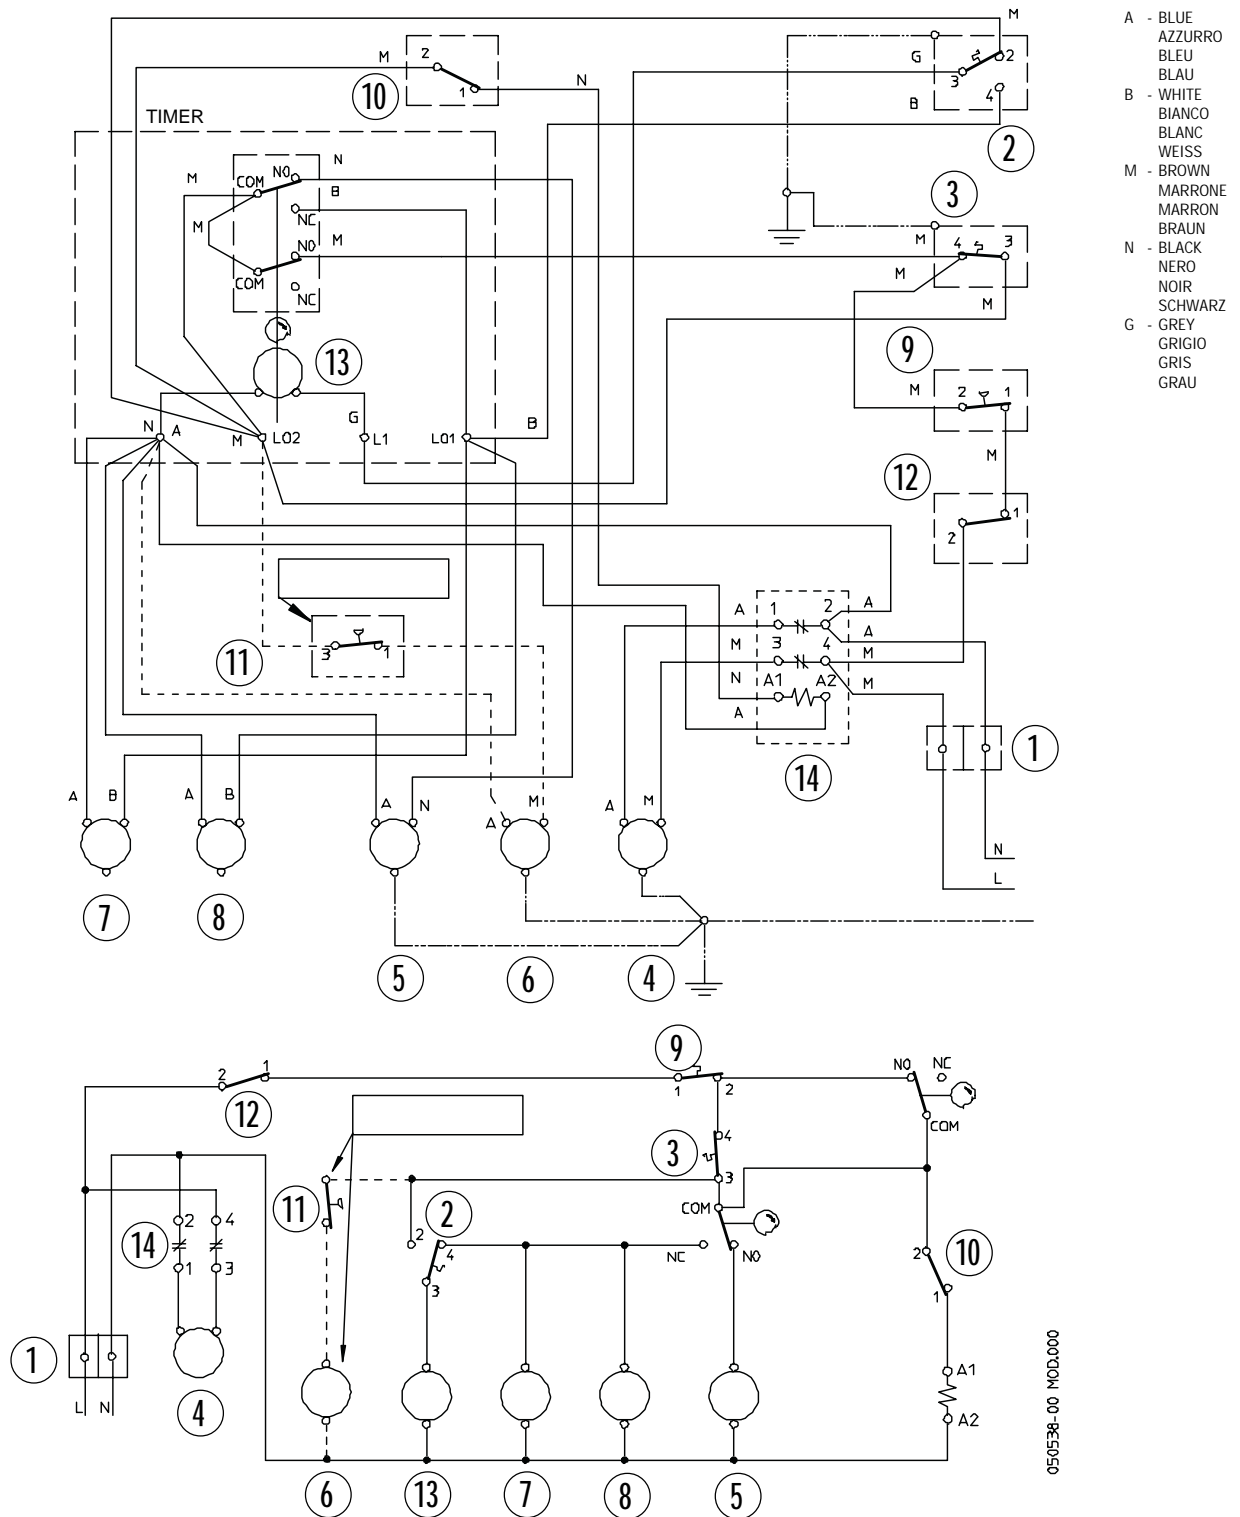 M
A - BLUE
AZZURRO
BLEU
BLAU
B - WHITE
BIANCO
BLANC
WEISS
M - BROWN
MARRONE
MARRON
BRAUN
N - BLACK
NERO
NOIR
SCHWARZ
G - GREY
GRIGIO
GRIS
GRAU
M 2 1 N
10
G 3 2 4
B
2
TIMER
N
M COM NO
B
NC
M
NO M
COM
NC
3
M 4 3
M
M
9
M 2 1
13
G
N A M LO2 L1 LO1 B
M
12
1
2
3 1
11
A 1 2 A
A
M 3 4 M
N A1 A2 M
A
14
1
A B A B A N A M A M
N
L
7 8 5 6 4
9
2 1
12
1 2
NO NC
COM
3 4
3
11
2
2 4
3
COM
NC NO
2
10
1
14 2 4
1 3
1
L N
4
A1
A2
6 13 7 8 5
050538-00 MOD.000